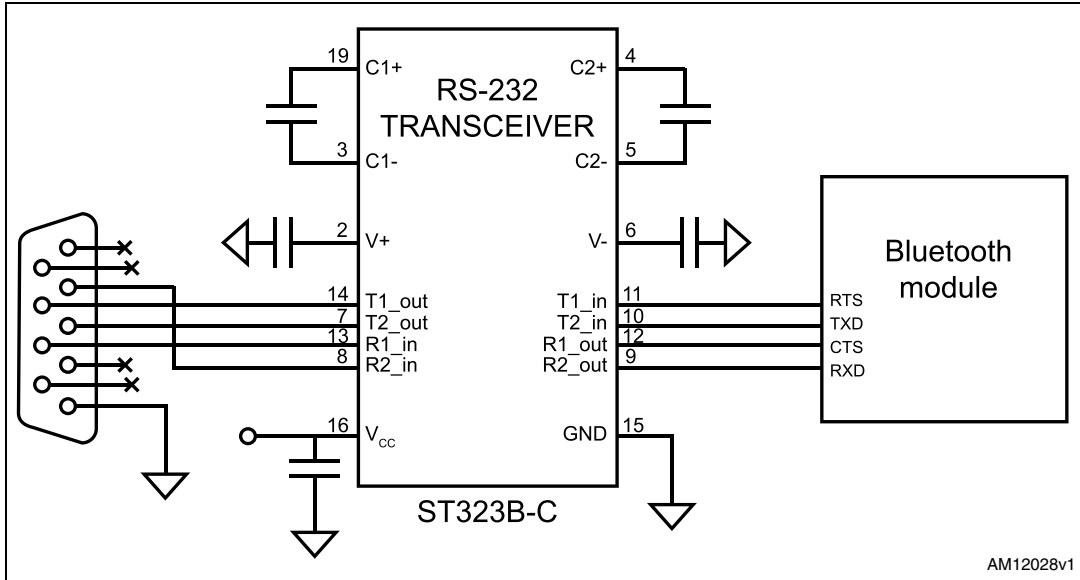 19
C1+
C2+
4
RS-232
TRANSCEIVER
3
C1-
C2-
5
2
V+
V-
6
Bluetooth
module
14
T1_out
T1_in
11
RTS
7
T2_out
T2_in
10
TXD
13
R1_in
R1_out
12
CTS
8
R2_in
R2_out
9
RXD
16
VCC
GND
15
ST323B-C
AM12028v1